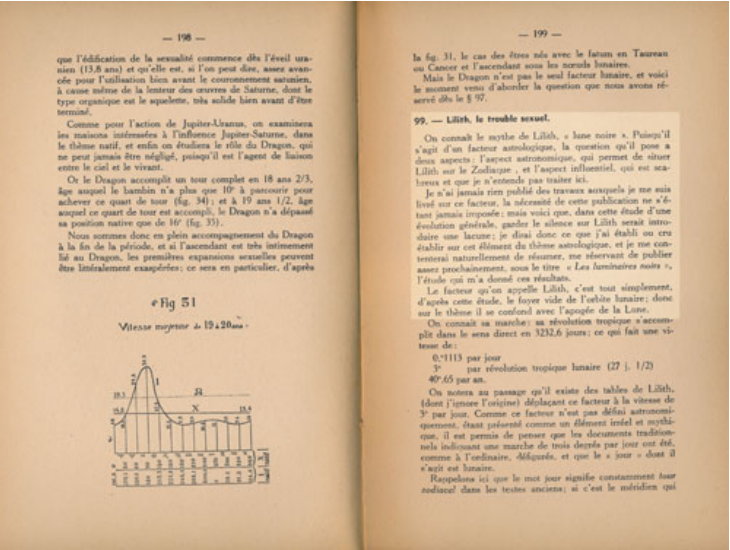 — 198 —
que l'édification de la sexualité commence dès l'éveil ura-
nien (13,8 ans) et qu'elle est, si l'on peut dire, assez avan-
cée pour l'utilisation bien avant le couronnement saturnien,
à cause même de la lenteur des œuvres de Saturne, dont le
type organique est le squelette, très solide bien avant d'être
terminé.
Comme pour l'action de Jupiter-Uranus, on examinera
les maisons intéressées à l'influence Jupiter-Saturne, dans
le thème natif, et enfin on étudiera le rôle du Dragon, qui
ne peut jamais être négligé, puisqu'il est l'agent de liaison
entre le ciel et le vivant.
Or le Dragon accomplit un tour complet en 18 ans 2/3,
âge auquel le bambin n'a plus que 10° à parcourir pour
achever ce quart de tour (fig. 34) ; et à 19 ans 1/2, âge
auquel ce quart de tour est accompli, le Dragon n'a dépassé
sa position native que de 16° (fig. 35).
Nous sommes donc en plein accompagnement du Dragon
à la fin de la période, et si l'ascendant est très intimement
lié au Dragon, les premières expansions sexuelles peuvent
être littéralement exaspérées; ce sera en particulier, d'après
Fig 31
Vitesse moyenne de 19 à 20 ans.
— 199 —
la fig. 31, le cas des êtres nés avec le fatum en Taureau
ou Cancer et l'ascendant sous les nœuds lunaires.
Mais le Dragon n'est pas le seul facteur lunaire, et voici
le moment venu d'aborder la question que nous avons ré-
servé dès le § 97.
99. — Lilith, le trouble sexuel.
On connaît le mythe de Lilith, « lune noire ». Puisqu'il
s'agit d'un facteur astrologique, la question qu'il pose a
deux aspects ; l'aspect astronomique, qui permet de situer
Lilith sur le Zodiaque, et l'aspect influentiel, qui est sca-
breux et que je n'entends pas traiter ici.
Je n'ai jamais rien publié des travaux auxquels je me suis
livré sur ce facteur, la nécessité de cette publication ne s'é-
tant jamais imposée; mais voici que, dans cette étude d'une
évolution générale, garder le silence sur Lilith serait intro-
duire une lacune; je dirai donc ce que j'ai établi ou cru
établir sur cet élément du thème astrologique, et je me con-
tenterai naturellement de résumer, me réservant de publier
assez prochainement, sous le titre « Les luminaires noirs »,
l'étude qui m'a donné ces résultats.
Le facteur qu'on appelle Lilith, c'est tout simplement,
d'après cette étude, le foyer vide de l'orbite lunaire; donc
sur le thème il se confond avec l'apogée de la Lune.
On connaît sa marche: sa révolution tropique s'accom-
plit dans le sens direct en 3232,6 jours; ce qui fait une vi-
tesse de :
0,°1113 par jour
3° par révolution tropique lunaire (27 j. 1/2)
40°,65 par an.
On notera au passage qu'il existe des tables de Lilith,
(dont j'ignore l'origine) déplaçant ce facteur à la vitesse de
3° par jour. Comme ce facteur n'est pas défini astronomi-
quement, étant présenté comme un élément irréel et mythi-
que, il est permis de penser que les documents tradition-
nels indiquant une marche de trois degrés par jour ont été,
comme à l'ordinaire, défigurés, et que le « jour » dont il
s'agit est lunaire.
Rappelons ici que le mot jour signifie constamment tour
zodiacal dans les textes anciens; si c'est le méridien qui